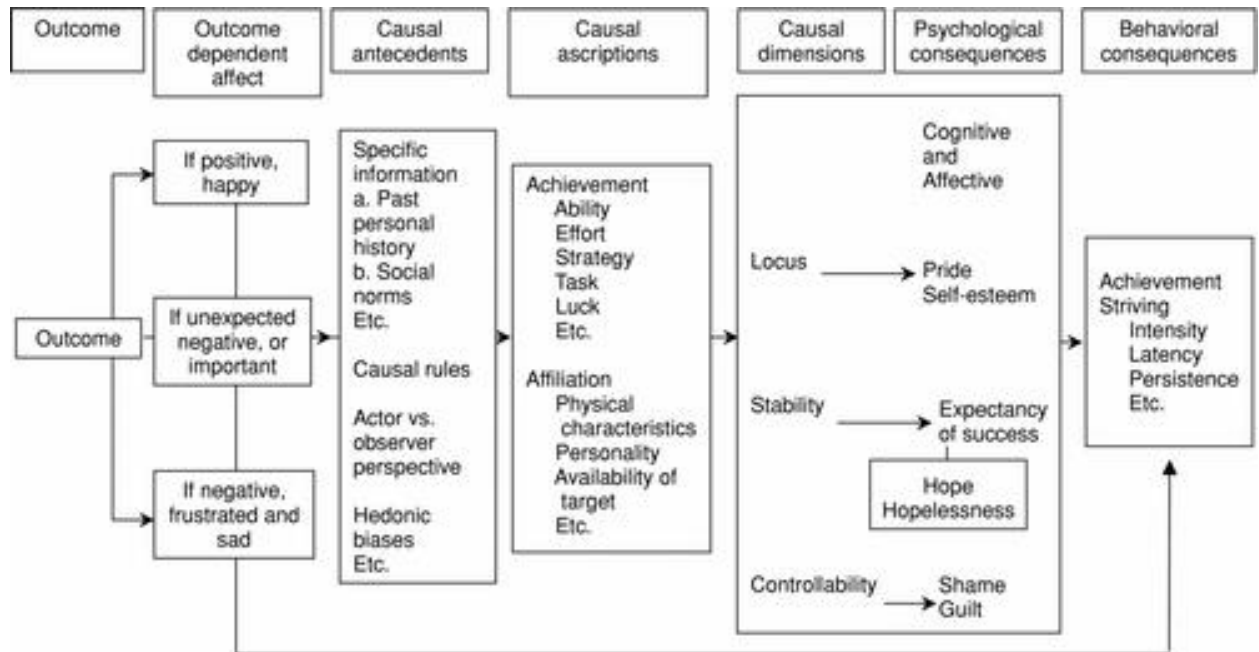 Outcome
Outcome
dependent
affect
Causal
antecedents
Causal
ascriptions
Causal
dimensions
Psychological
consequences
Behavioral
consequences
Outcome
If positive,
happy
If unexpected
negative, or
important
If negative,
frustrated and
sad
Specific
information
a. Past
personal
history
b. Social
norms
Etc.
Causal rules
Actor vs.
observer
perspective
Hedonic
biases
Etc.
Achievement
Ability
Effort
Strategy
Task
Luck
Etc.
Affiliation
Physical
characteristics
Personality
Availability of
target
Etc.
Cognitive
and
Affective
Locus
Pride
Self-esteem
Stability
Expectancy
of success
Hope
Hopelessness
Controllability
Shame
Guilt
Achievement
Striving
Intensity
Latency
Persistence
Etc.